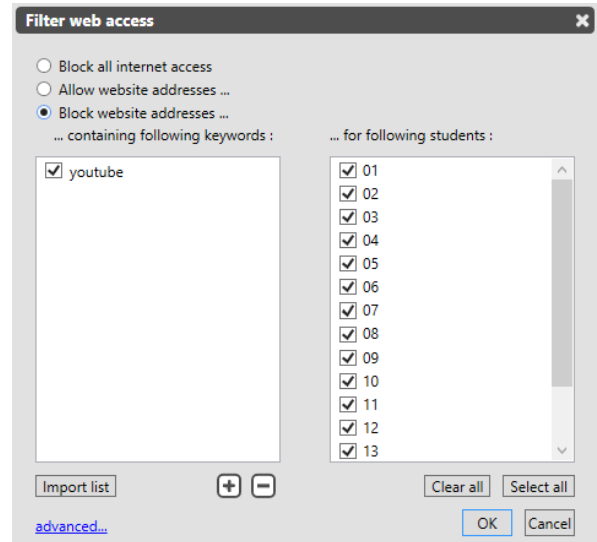 Filter web access
Block all internet access
Allow website addresses ...
Block website addresses ...
... containing following keywords :
... for following students :
youtube
01
02
03
04
05
06
07
08
09
10
11
12
13
Import list
Clear all
Select all
advanced...
OK
Cancel